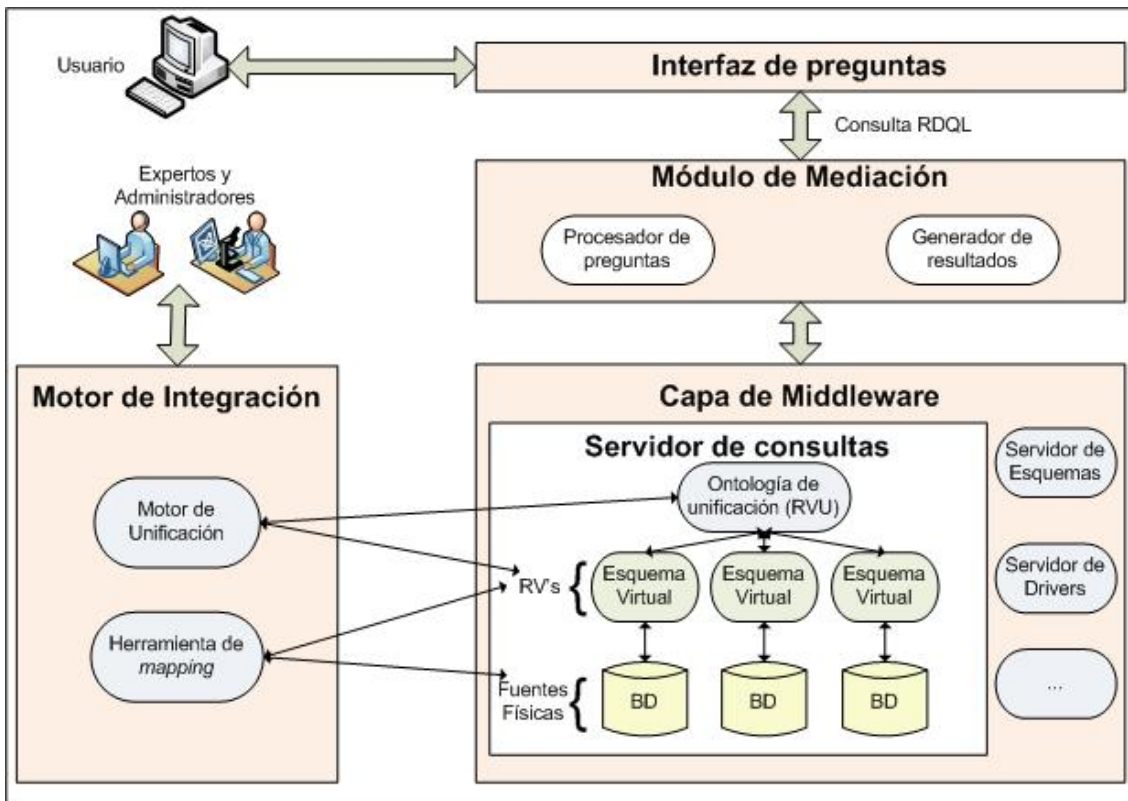 Usuario
Interfaz de preguntas
Consulta RDQL
Expertos y
Administradores
Módulo de Mediación
Procesador de
preguntas
Generador de
resultados
Motor de Integración
Motor de
Unificación
Herramienta de
mapping
Capa de Middleware
Servidor de consultas
Ontología de
unificación (RVU)
RV's
{
Esquema
Virtual
Esquema
Virtual
Esquema
Virtual
Fuentes
Físicas
{
BD
BD
BD
Servidor de
Esquemas
Servidor de
Drivers
...